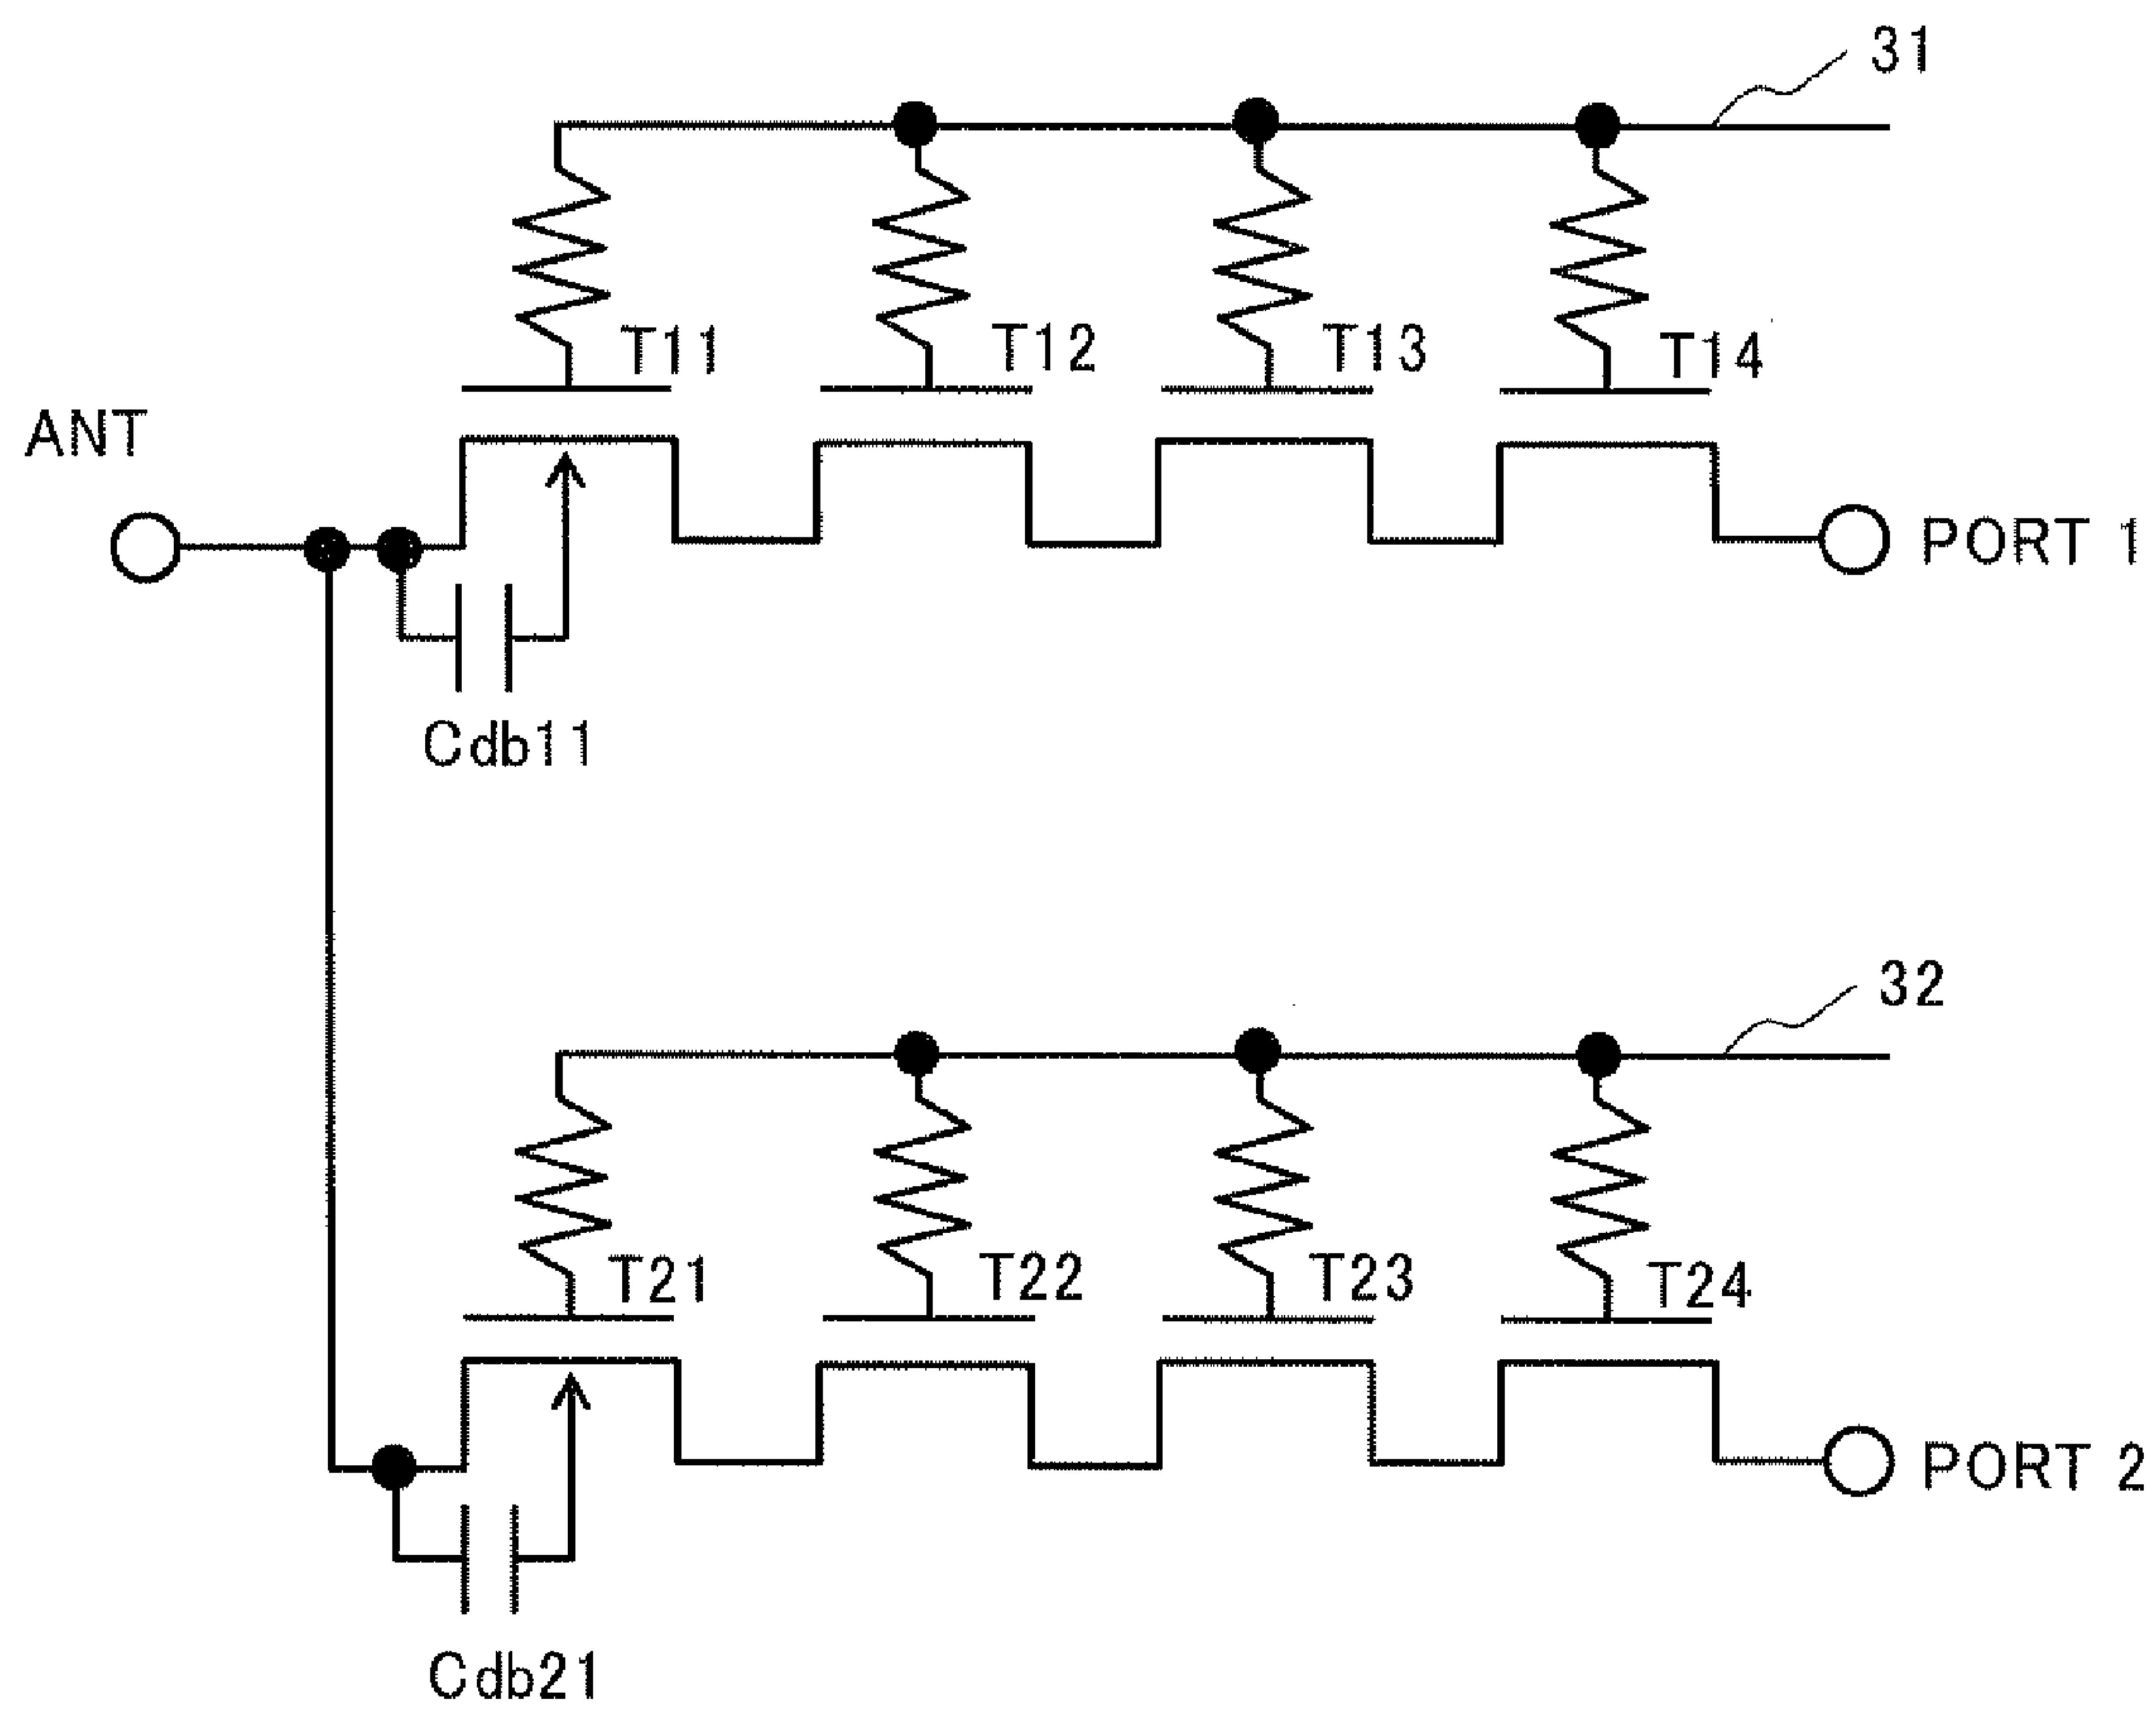 31
T11
T12
T13
T14
ANT
PORT 1
Cdb11
32
T21
T22
T23
T24
PORT 2
Cdb21